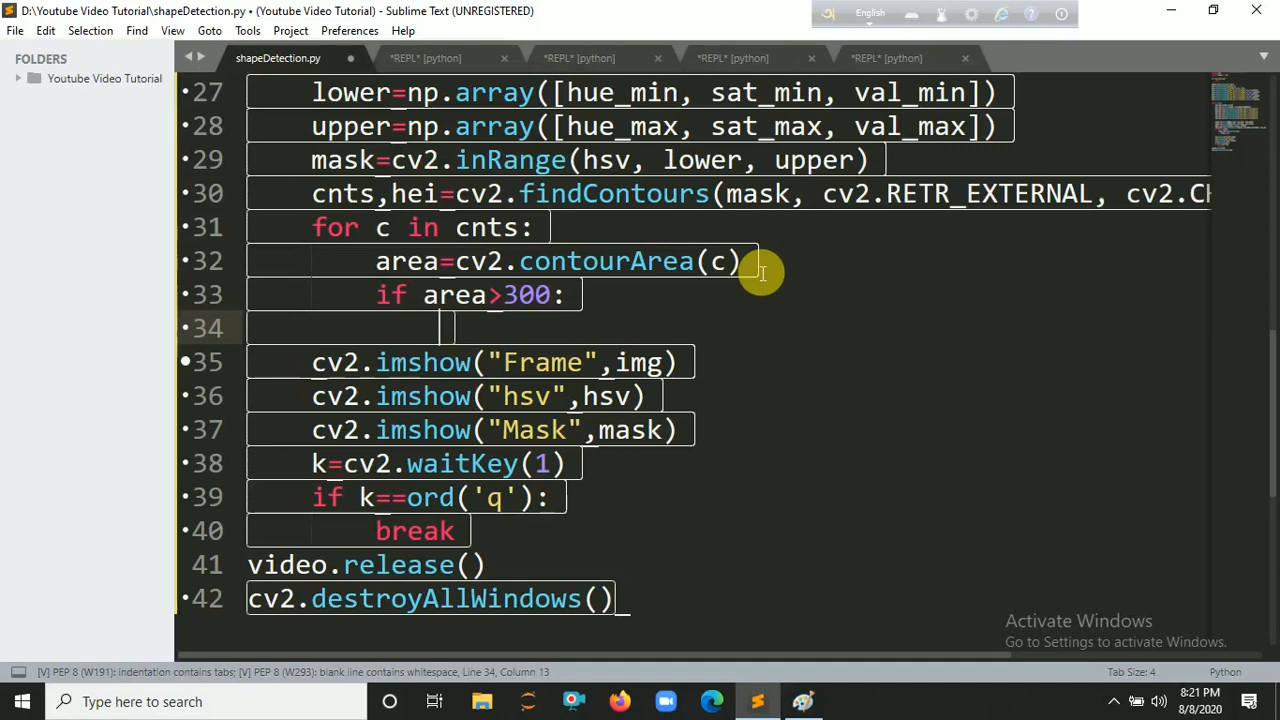 D:\Youtube Video Tutorial\shapeDetection.py • (Youtube Video Tutorial) - Sublime Text (UNREGISTERED)
English
File Edit Selection Find View Goto Tools Project Preferences Help
FOLDERS
Youtube Video Tutorial
shapeDetection.py
*REPL* [python]
*REPL* [python]
*REPL* [python]
*REPL* [python]
27 lower=np.array([hue_min, sat_min, val_min])
28 upper=np.array([hue_max, sat_max, val_max])
29 mask=cv2.inRange(hsv, lower, upper)
30 cnts,hei=cv2.findContours(mask, cv2.RETR_EXTERNAL, cv2.CH
31 for c in cnts:
32 area=cv2.contourArea(c)
33 if area>300:
34
35 cv2.imshow("Frame",img)
36 cv2.imshow("hsv",hsv)
37 cv2.imshow("Mask",mask)
38 k=cv2.waitKey(1)
39 if k==ord('q'):
40 break
41 video.release()
42 cv2.destroyAllWindows()
Activate Windows
Go to Settings to activate Windows.
[V] PEP 8 (W191): indentation contains tabs; [V] PEP 8 (W293): blank line contains whitespace, Line 34, Column 13
Tab Size: 4
Python
Type here to search
8:21 PM
8/8/2020